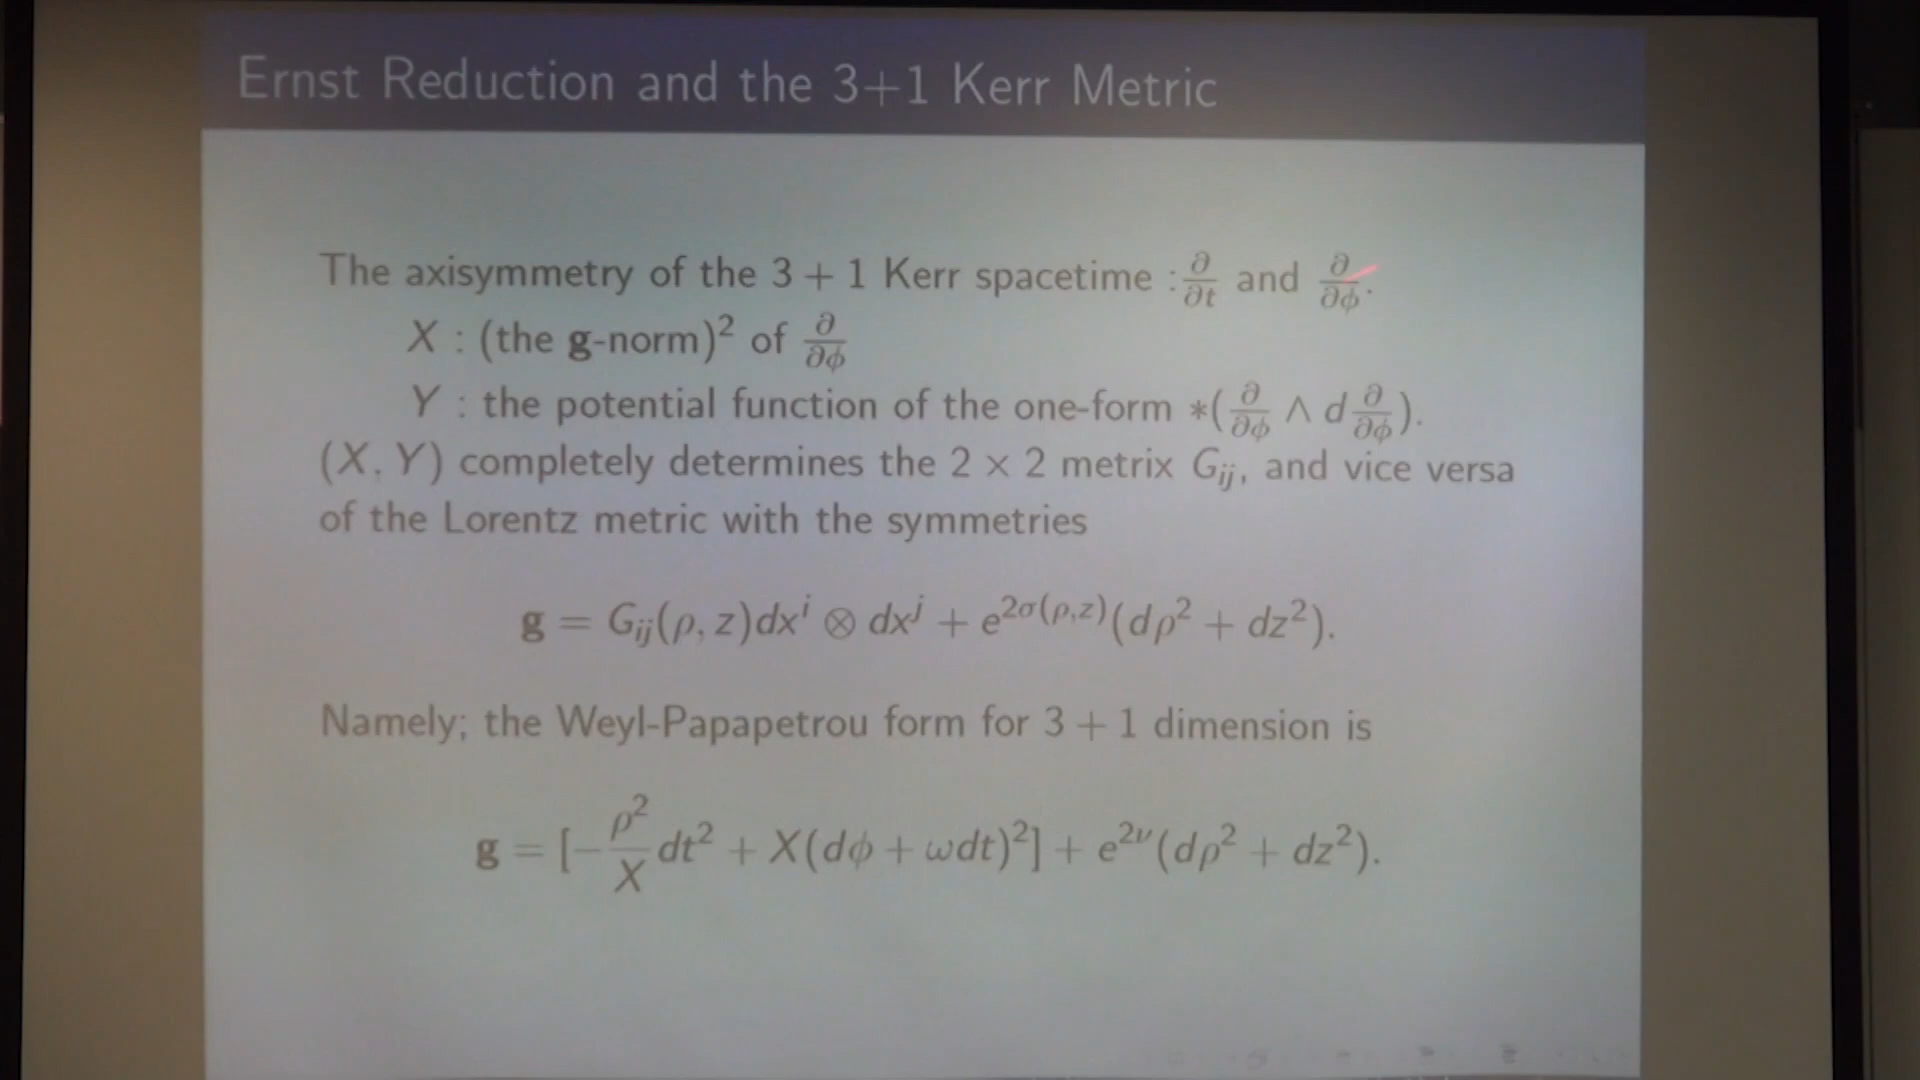 Ernst Reduction and the 3+1 Kerr Metric
The axisymmetry of the 3 + 1 Kerr spacetime : ∂/∂t and ∂/∂ϕ.
X : (the g-norm)² of ∂/∂ϕ
Y : the potential function of the one-form *(∂/∂ϕ ∧ d ∂/∂ϕ).
(X, Y) completely determines the 2 × 2 metrix G_ij, and vice versa
of the Lorentz metric with the symmetries
g = G_ij(ρ, z)dx^i ⊗ dx^j + e^{2σ(ρ,z)}(dρ² + dz²).
Namely; the Weyl-Papapetrou form for 3 + 1 dimension is
g = [−ρ²/X dt² + X(dϕ + ωdt)²] + e^{2ν}(dρ² + dz²).